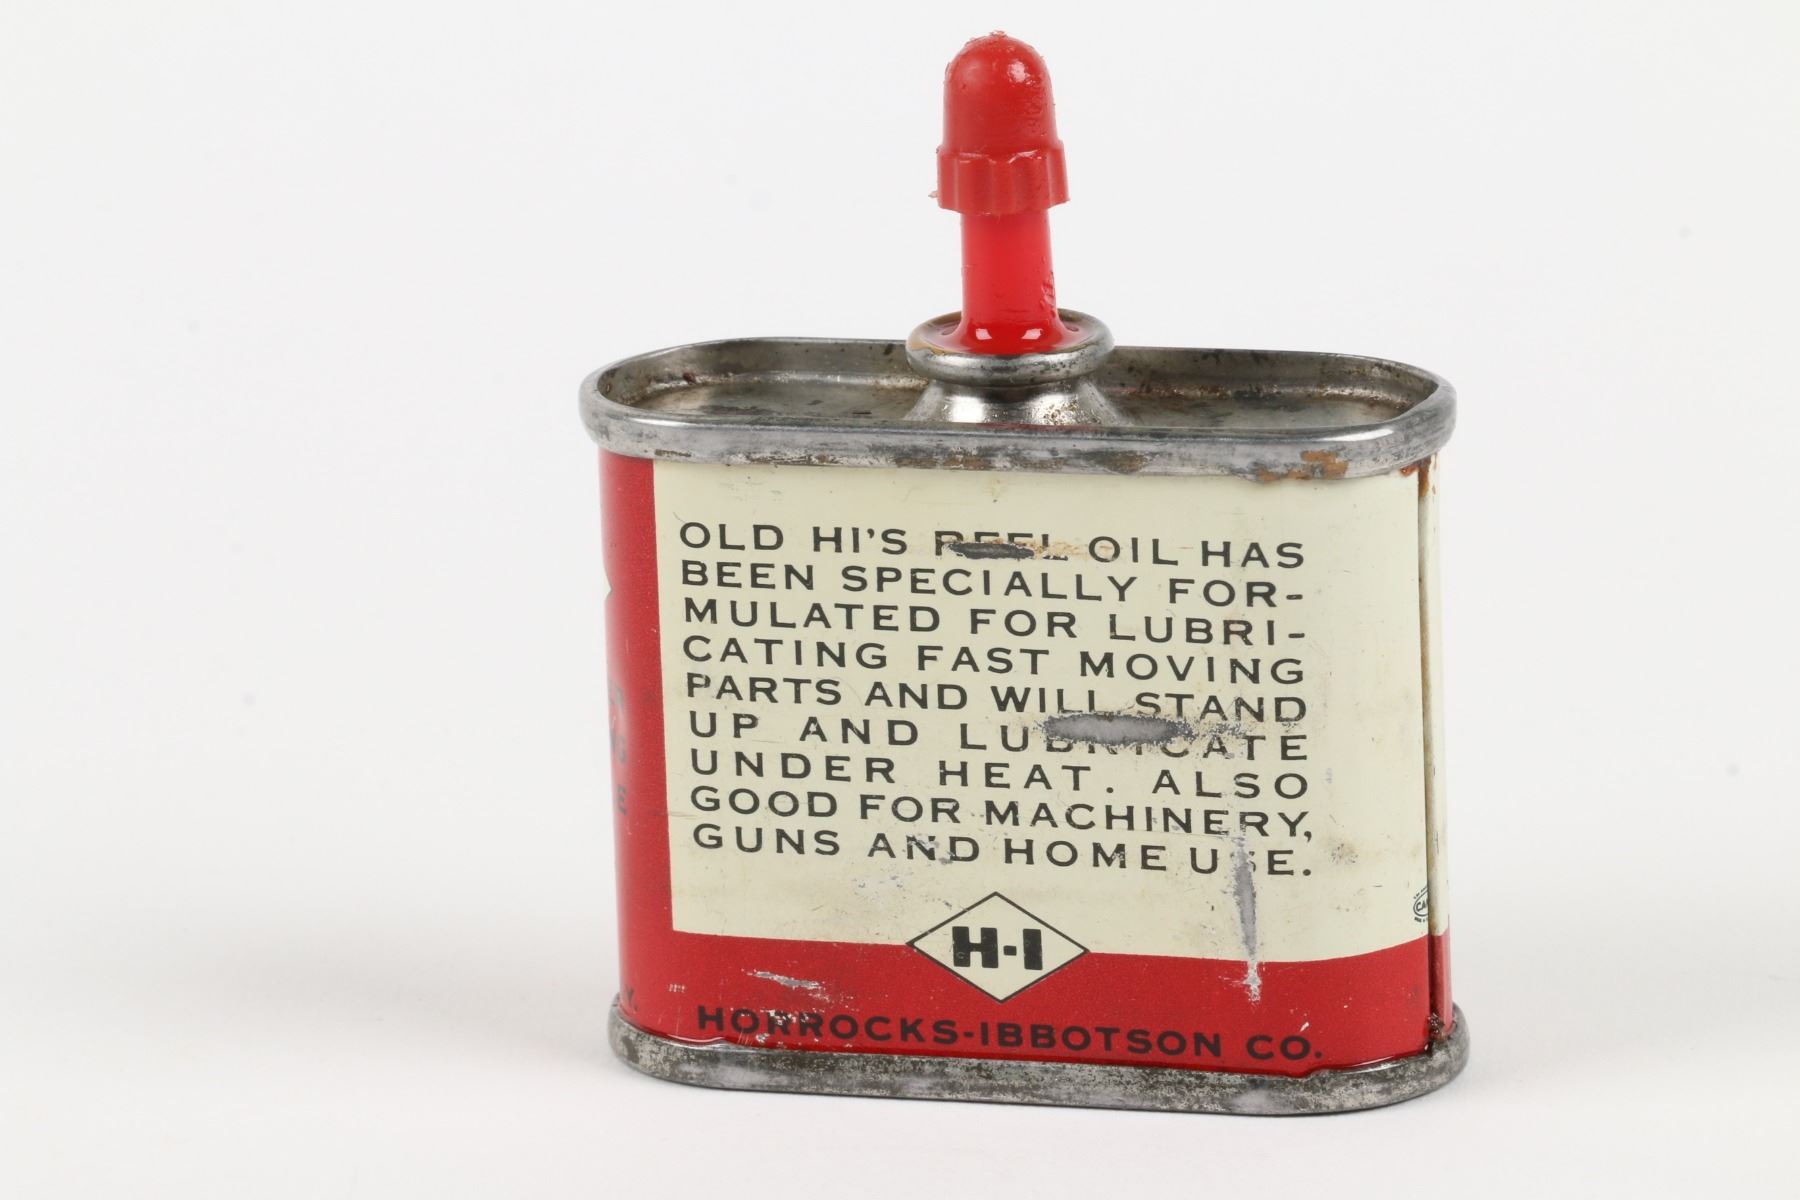 OLD HI'S REEL OIL HAS
BEEN SPECIALLY FOR-
MULATED FOR LUBRI-
CATING FAST MOVING
PARTS AND WILL STAND
UP AND LUBRICATE
UNDER HEAT. ALSO
GOOD FOR MACHINERY,
GUNS AND HOME USE.
H-I
HORROCKS-IBBOTSON CO.